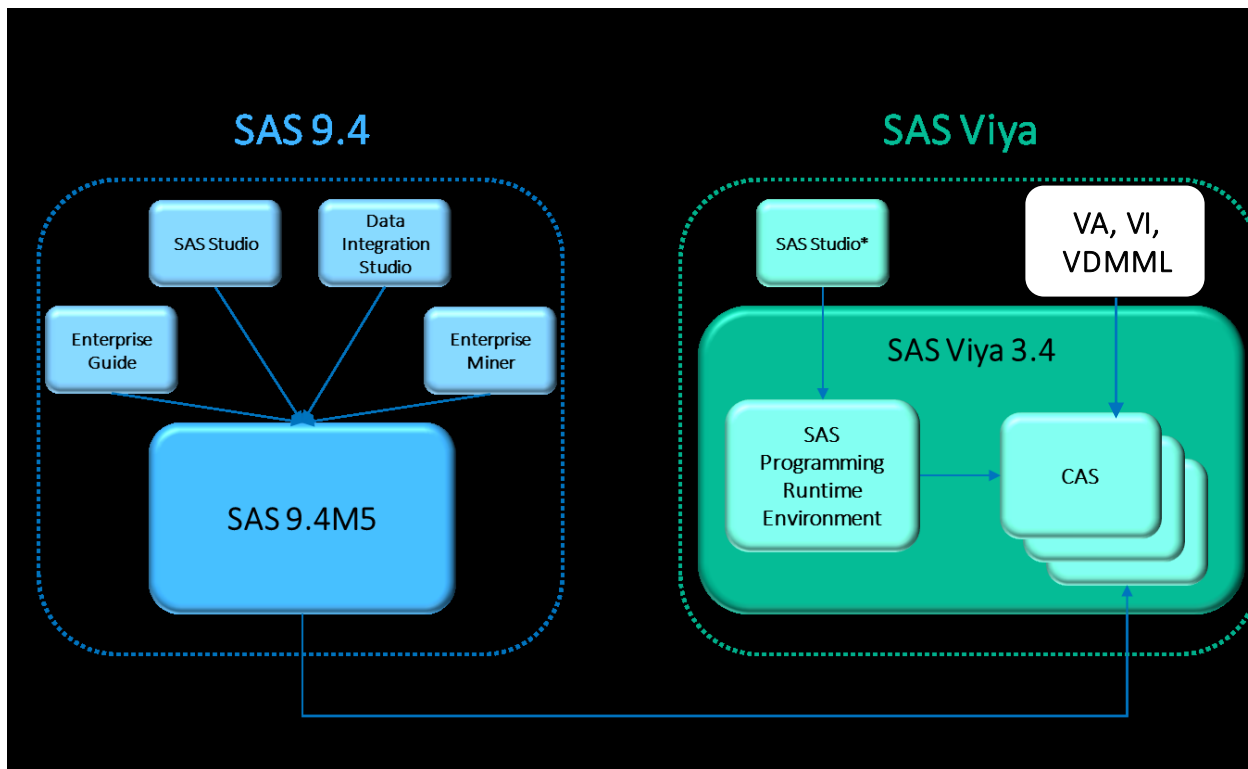 SAS 9.4
SAS Studio
Data
Integration
Studio
Enterprise
Guide
Enterprise
Miner
SAS 9.4M5
SAS Viya
SAS Studio*
VA, VI,
VDMML
SAS Viya 3.4
SAS
Programming
Runtime
Environment
CAS